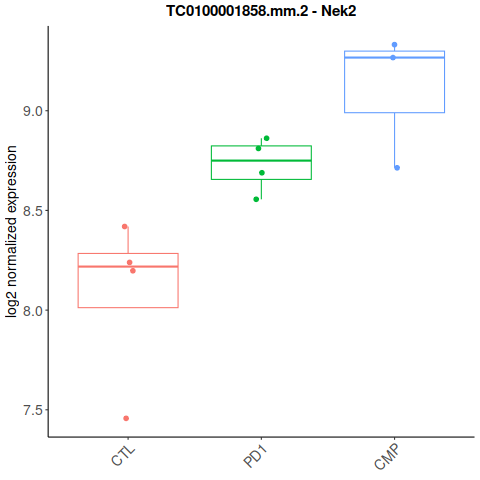 TC0100001858.mm.2 - Nek2
log2 normalized expression
9.0
8.5
8.0
7.5
CTL
PD1
CMP